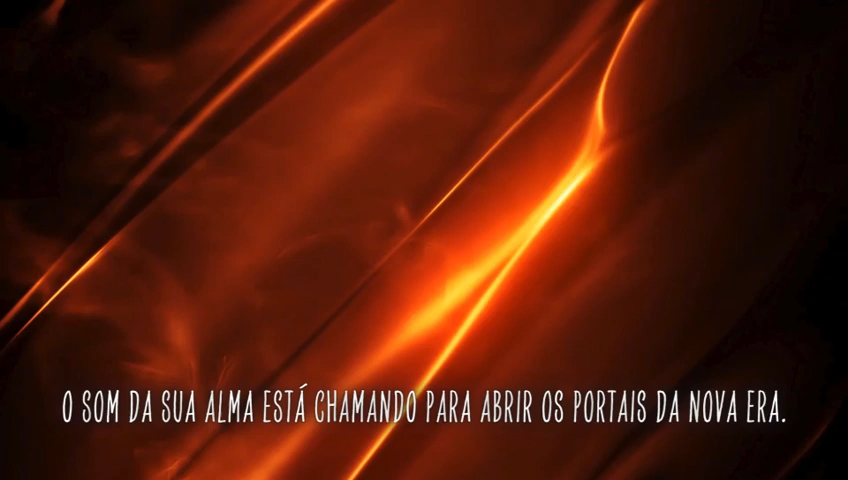 O SOM DA SUA ALMA ESTÁ CHAMANDO PARA ABRIR OS PORTAIS DA NOVA ERA.